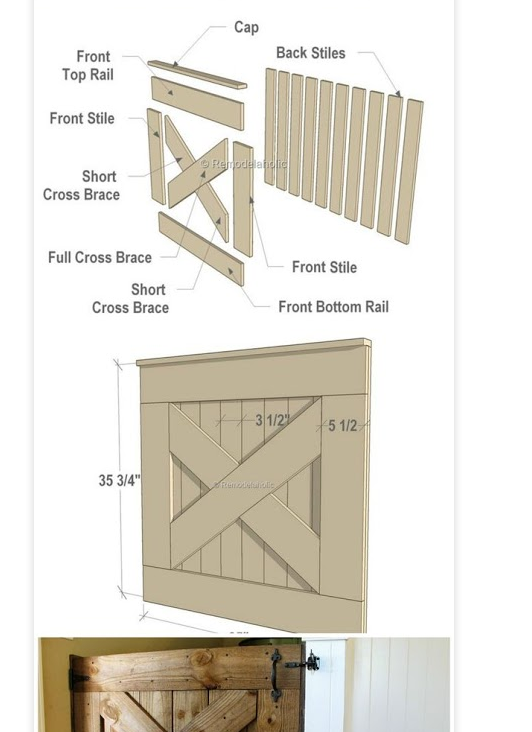 Cap
Front
Top Rail
Back Stiles
Front Stile
© Remodelaholic
Short
Cross Brace
Full Cross Brace
Front Stile
Short
Cross Brace
Front Bottom Rail
3 1/2"
5 1/2
35 3/4"
© Remodelaholic